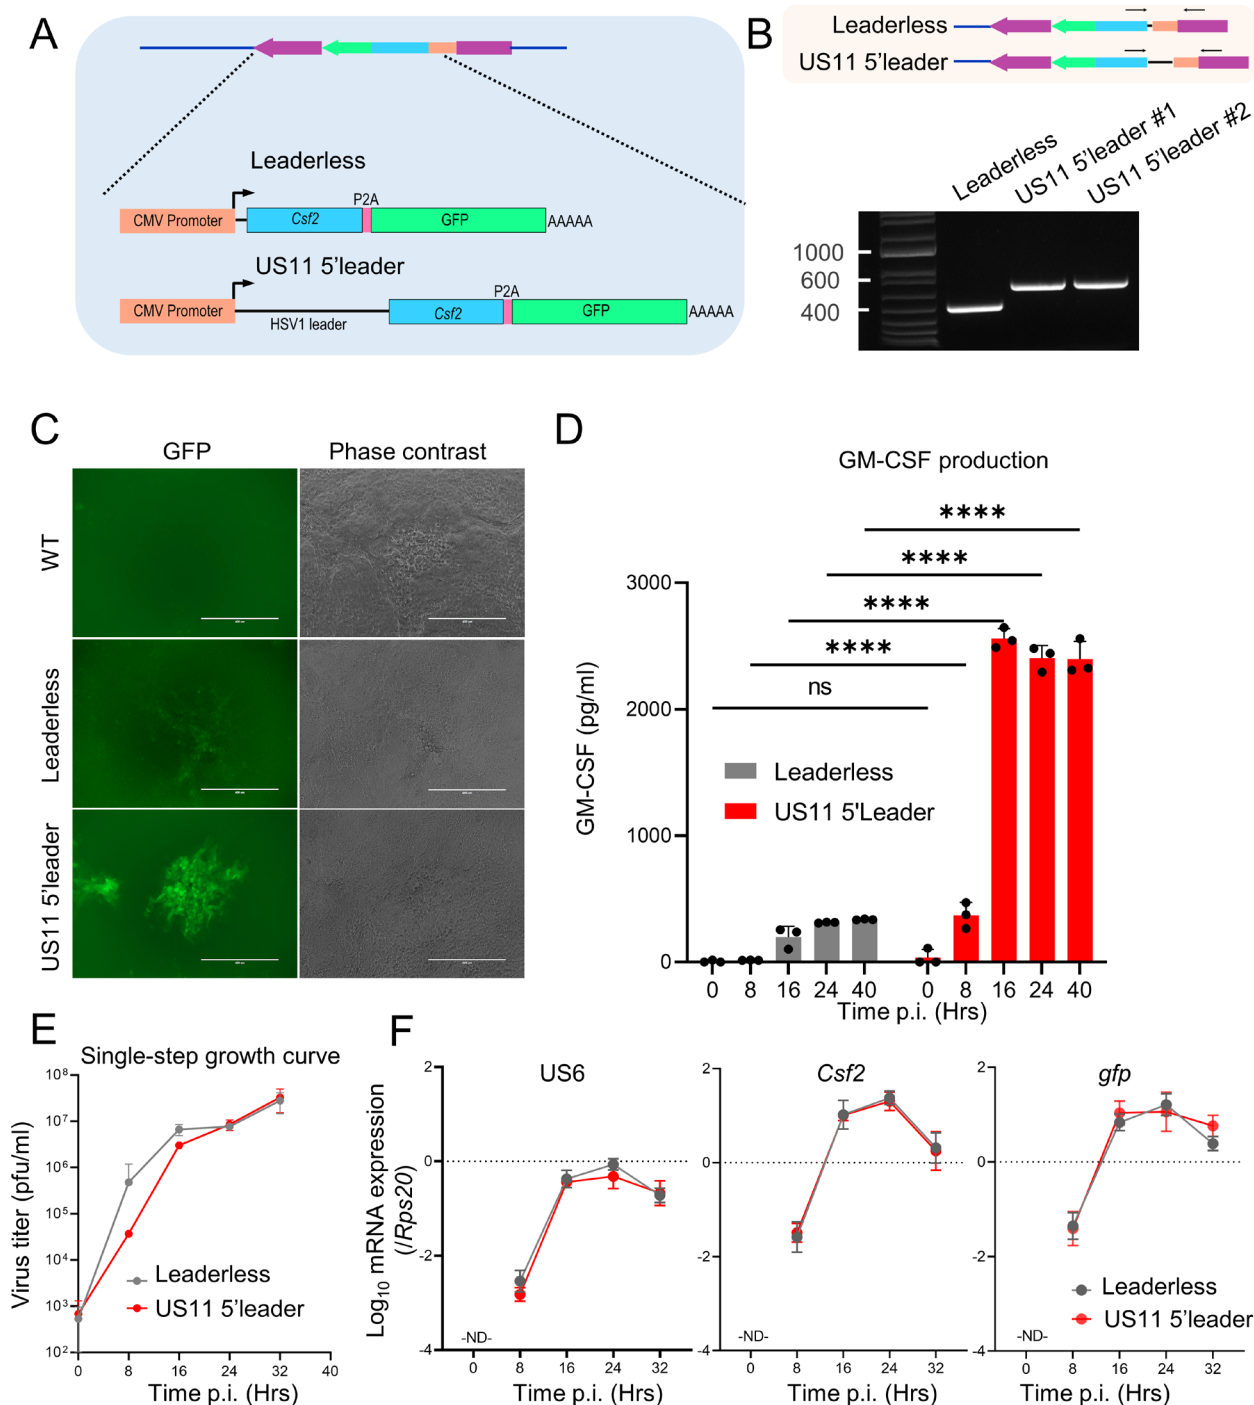 A
Leaderless
CMV Promoter
Csf2
P2A
GFP
AAAAA
US11 5'leader
CMV Promoter
HSV1 leader
Csf2
P2A
GFP
AAAAA
B
Leaderless
US11 5'leader
Leaderless
US11 5'leader #1
US11 5'leader #2
1000
600
400
C
GFP
Phase contrast
WT
Leaderless
US11 5'leader
D
GM-CSF production
****
****
****
****
ns
GM-CSF (pg/ml)
3000
2000
1000
0
Leaderless
US11 5'Leader
0 8 16 24 40 0 8 16 24 40
Time p.i. (Hrs)
E
Single-step growth curve
Virus titer (pfu/ml)
10⁸
10⁷
10⁶
10⁵
10⁴
10³
10²
Leaderless
US11 5'leader
0 8 16 24 32 40
Time p.i. (Hrs)
F
Log₁₀ mRNA expression
(/Rps20)
US6
2
0
-2
-4
-ND-
0 8 16 24 32
Time p.i. (Hrs)
Csf2
2
0
-2
-4
-ND-
0 8 16 24 32
Time p.i. (Hrs)
gfp
2
0
-2
-4
Leaderless
US11 5'leader
-ND-
0 8 16 24 32
Time p.i. (Hrs)